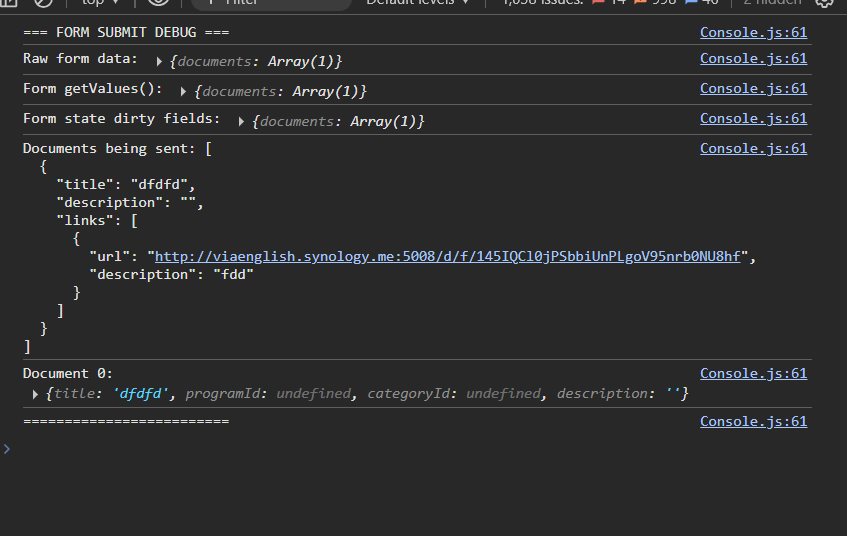 top Filter Default levels 1,058 issues: 14 998 46 2 hidden
=== FORM SUBMIT DEBUG === Console.js:61
Raw form data: {documents: Array(1)} Console.js:61
Form getValues(): {documents: Array(1)} Console.js:61
Form state dirty fields: {documents: Array(1)} Console.js:61
Documents being sent: [ Console.js:61
{
"title": "dfdfd",
"description": "",
"links": [
{
"url": "http://viaenglish.synology.me:5008/d/f/145IQCl0jPSbbiUnPLgoV95nrb0NU8hf",
"description": "fdd"
}
]
}
]
Document 0: Console.js:61
{title: 'dfdfd', programId: undefined, categoryId: undefined, description: ''}
========================= Console.js:61